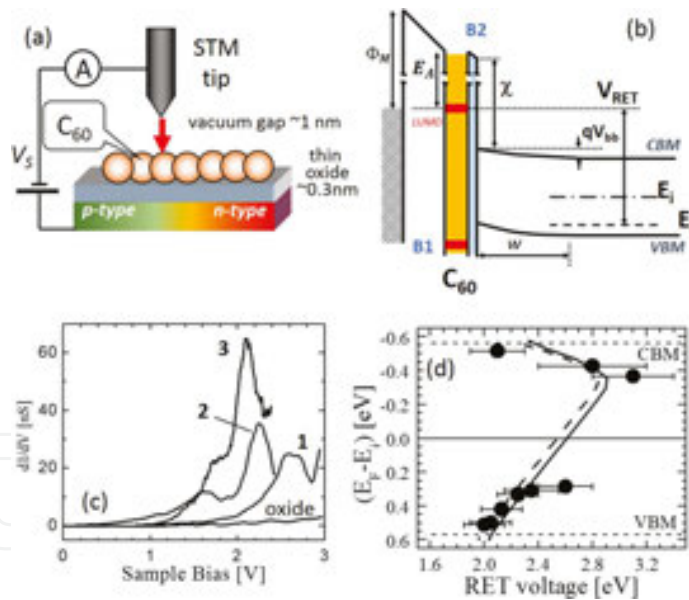 (a)
STM
tip
A
C60
vacuum gap ~1 nm
VS
thin
oxide
~0.3nm
p-type
n-type
(b)
B2
ΦM
EA
χ
VRET
LUMO
qVbb
CBM
Ei
E
VBM
B1
w
C60
60
40
20
0
dI/dV [nS]
3
2
1
oxide
(c)
0
1
2
3
Sample Bias [V]
-0.6
-0.4
-0.2
0.0
0.2
0.4
0.6
(EF-Ei) [eV]
CBM
(d)
VBM
1.6
2.0
2.4
2.8
3.2
RET voltage [eV]